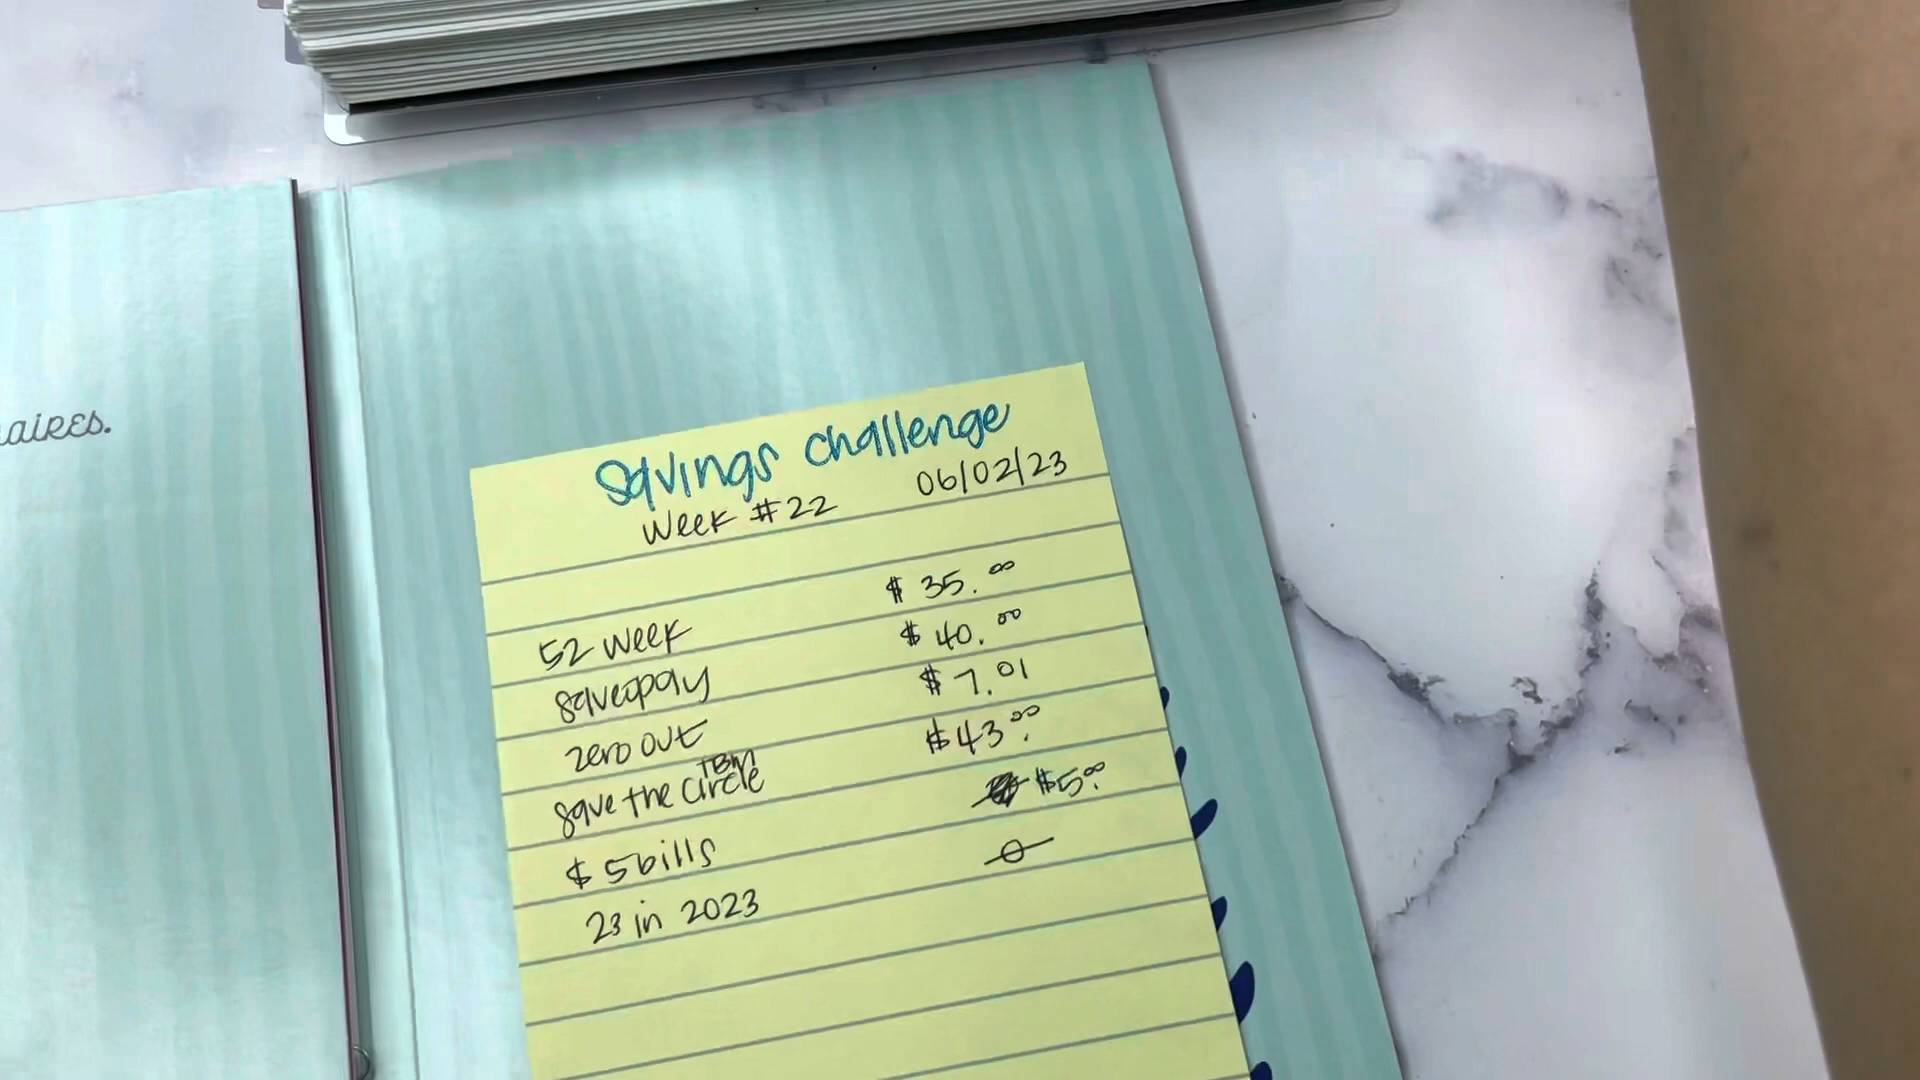 aires.
Savings Challenge
Week #22 06/02/23
52 week $ 35.00
saveapay $ 40.00
zero out $ 7.01
TBM
save the circle $43.00
$ 5 bills $5.00
23 in 2023 0